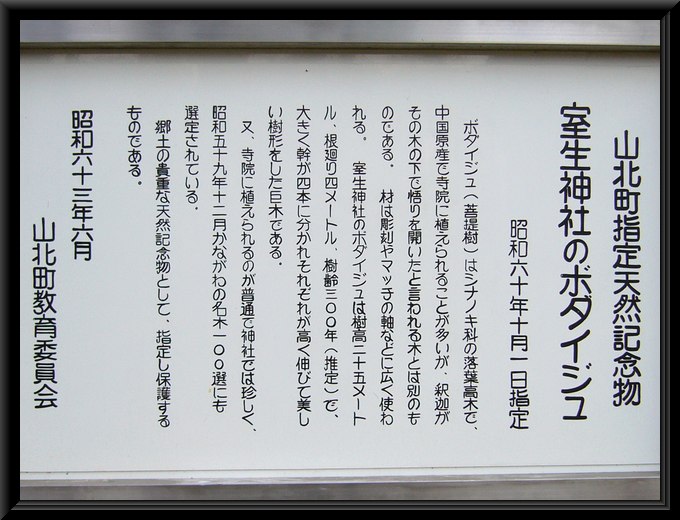 山北町指定天然記念物
室生神社のボダイジュ
昭和六十年十月一日指定
ボダイジュ(菩提樹)はシナノキ科の落葉高木で、
中国原産で寺院に植えられることが多いが、釈迦が
その木の下で悟りを開いたと言われる木とは別のも
のである。材は彫刻やマッチの軸などに広く使わ
れる。室生神社のボダイジュは樹高二十五メート
ル、根廻り四メートル、樹齢三〇〇年(推定)で、
大きく幹が四本に分かれそれぞれが高く伸びて美し
い樹形をした巨木である。
又、寺院に植えられるのが普通で神社では珍しく、
昭和五十九年十二月かながわの名木一〇〇選にも
選定されている。
郷土の貴重な天然記念物として、指定し保護する
ものである。
昭和六十三年六月
山北町教育委員会